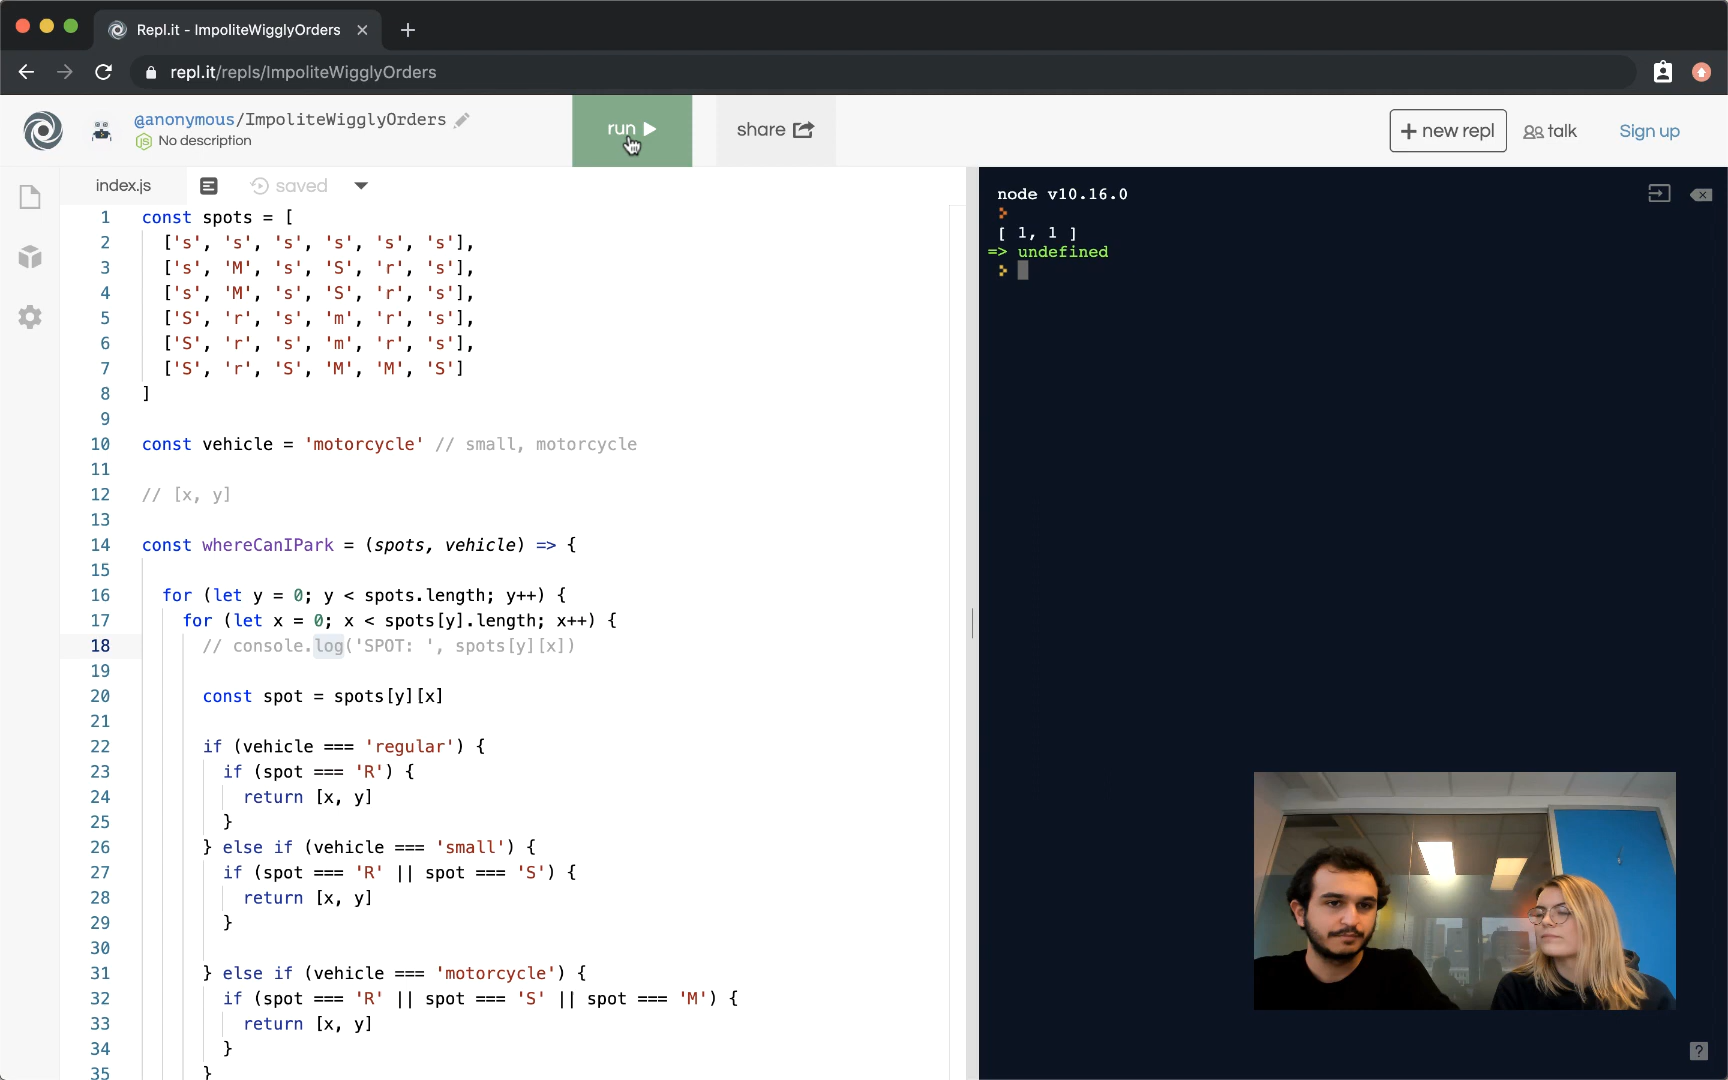 Repl.it - ImpoliteWigglyOrders
repl.it/repls/ImpoliteWigglyOrders
@anonymous/ImpoliteWigglyOrders
No description
run
share
+ new repl
talk
Sign up
index.js
saved
1 const spots = [
2 ['s', 's', 's', 's', 's', 's'],
3 ['s', 'M', 's', 'S', 'r', 's'],
4 ['s', 'M', 's', 'S', 'r', 's'],
5 ['S', 'r', 's', 'm', 'r', 's'],
6 ['S', 'r', 's', 'm', 'r', 's'],
7 ['S', 'r', 'S', 'M', 'M', 'S']
8 ]
9
10 const vehicle = 'motorcycle' // small, motorcycle
11
12 // [x, y]
13
14 const whereCanIPark = (spots, vehicle) => {
15
16 for (let y = 0; y < spots.length; y++) {
17 for (let x = 0; x < spots[y].length; x++) {
18 // console.log('SPOT: ', spots[y][x])
19
20 const spot = spots[y][x]
21
22 if (vehicle === 'regular') {
23 if (spot === 'R') {
24 return [x, y]
25 }
26 } else if (vehicle === 'small') {
27 if (spot === 'R' || spot === 'S') {
28 return [x, y]
29 }
30
31 } else if (vehicle === 'motorcycle') {
32 if (spot === 'R' || spot === 'S' || spot === 'M') {
33 return [x, y]
34 }
35 }
node v10.16.0
[ 1, 1 ]
=> undefined
?